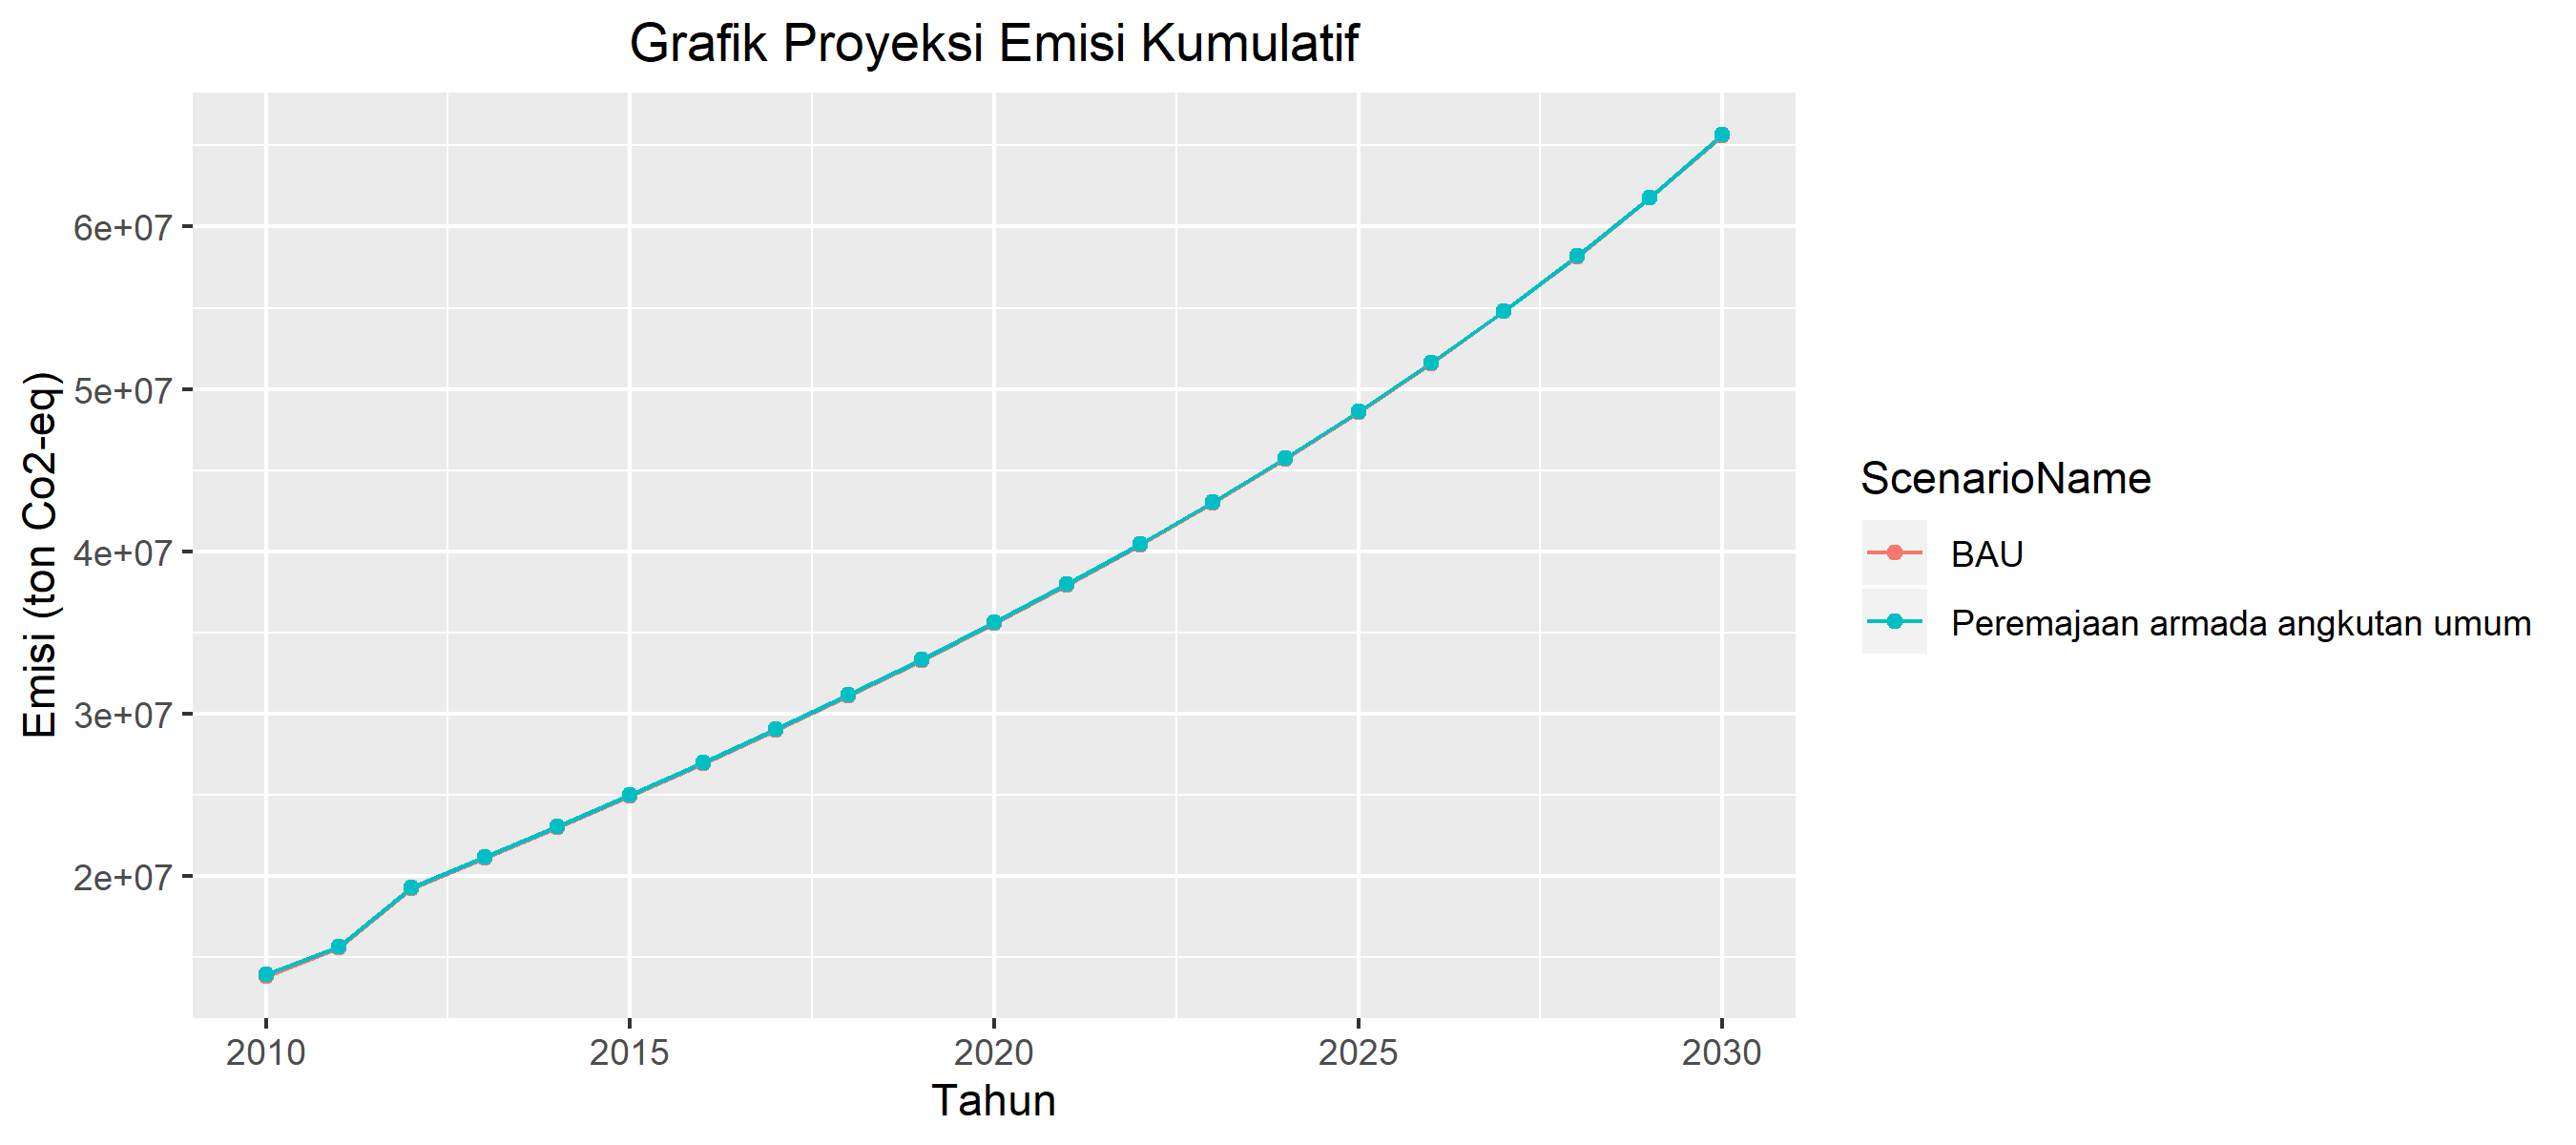 Grafik Proyeksi Emisi Kumulatif
Emisi (ton Co2-eq)
6e+07
5e+07
4e+07
3e+07
2e+07
2010
2015
2020
2025
2030
Tahun
ScenarioName
BAU
Peremajaan armada angkutan umum